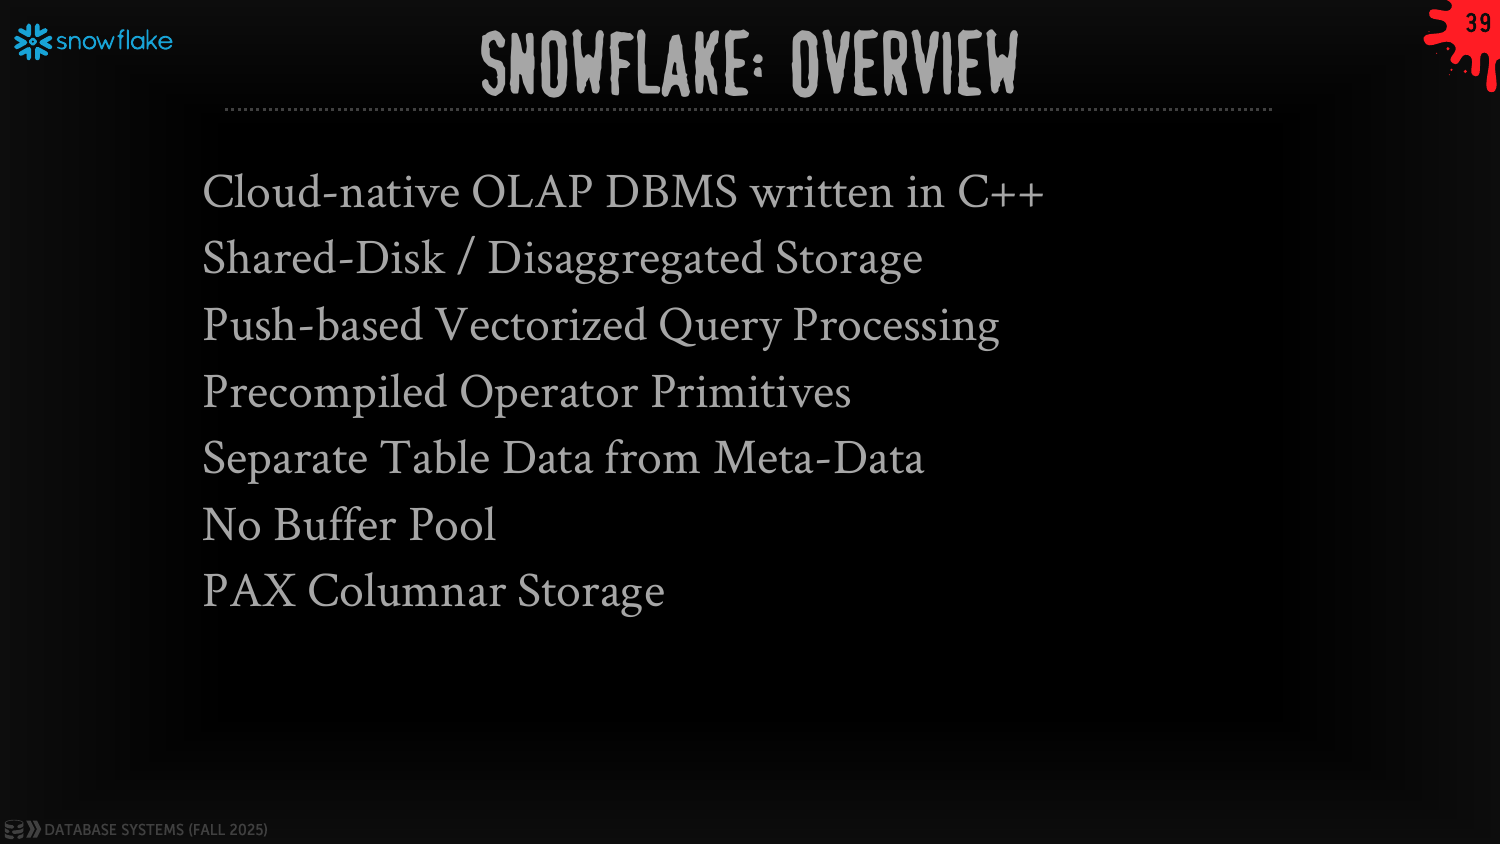 snowflake
SNOWFLAKE: OVERVIEW
39
Cloud-native OLAP DBMS written in C++
Shared-Disk / Disaggregated Storage
Push-based Vectorized Query Processing
Precompiled Operator Primitives
Separate Table Data from Meta-Data
No Buffer Pool
PAX Columnar Storage
DATABASE SYSTEMS (FALL 2025)